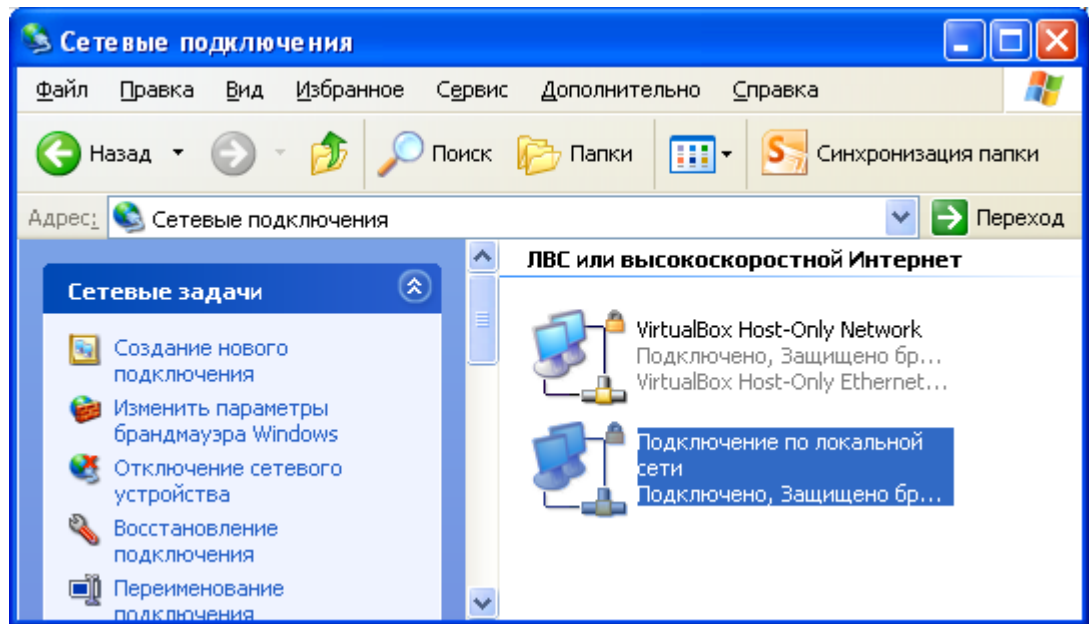 Сетевые подключения
Файл Правка Вид Избранное Сервис Дополнительно Справка
Назад Поиск Папки Синхронизация папки
Адрес: Сетевые подключения Переход
Сетевые задачи
Создание нового
подключения
Изменить параметры
брандмауэра Windows
Отключение сетевого
устройства
Восстановление
подключения
Переименование
подключения
ЛВС или высокоскоростной Интернет
VirtualBox Host-Only Network
Подключено, Защищено бр...
VirtualBox Host-Only Ethernet...
Подключение по локальной
сети
Подключено, Защищено бр...